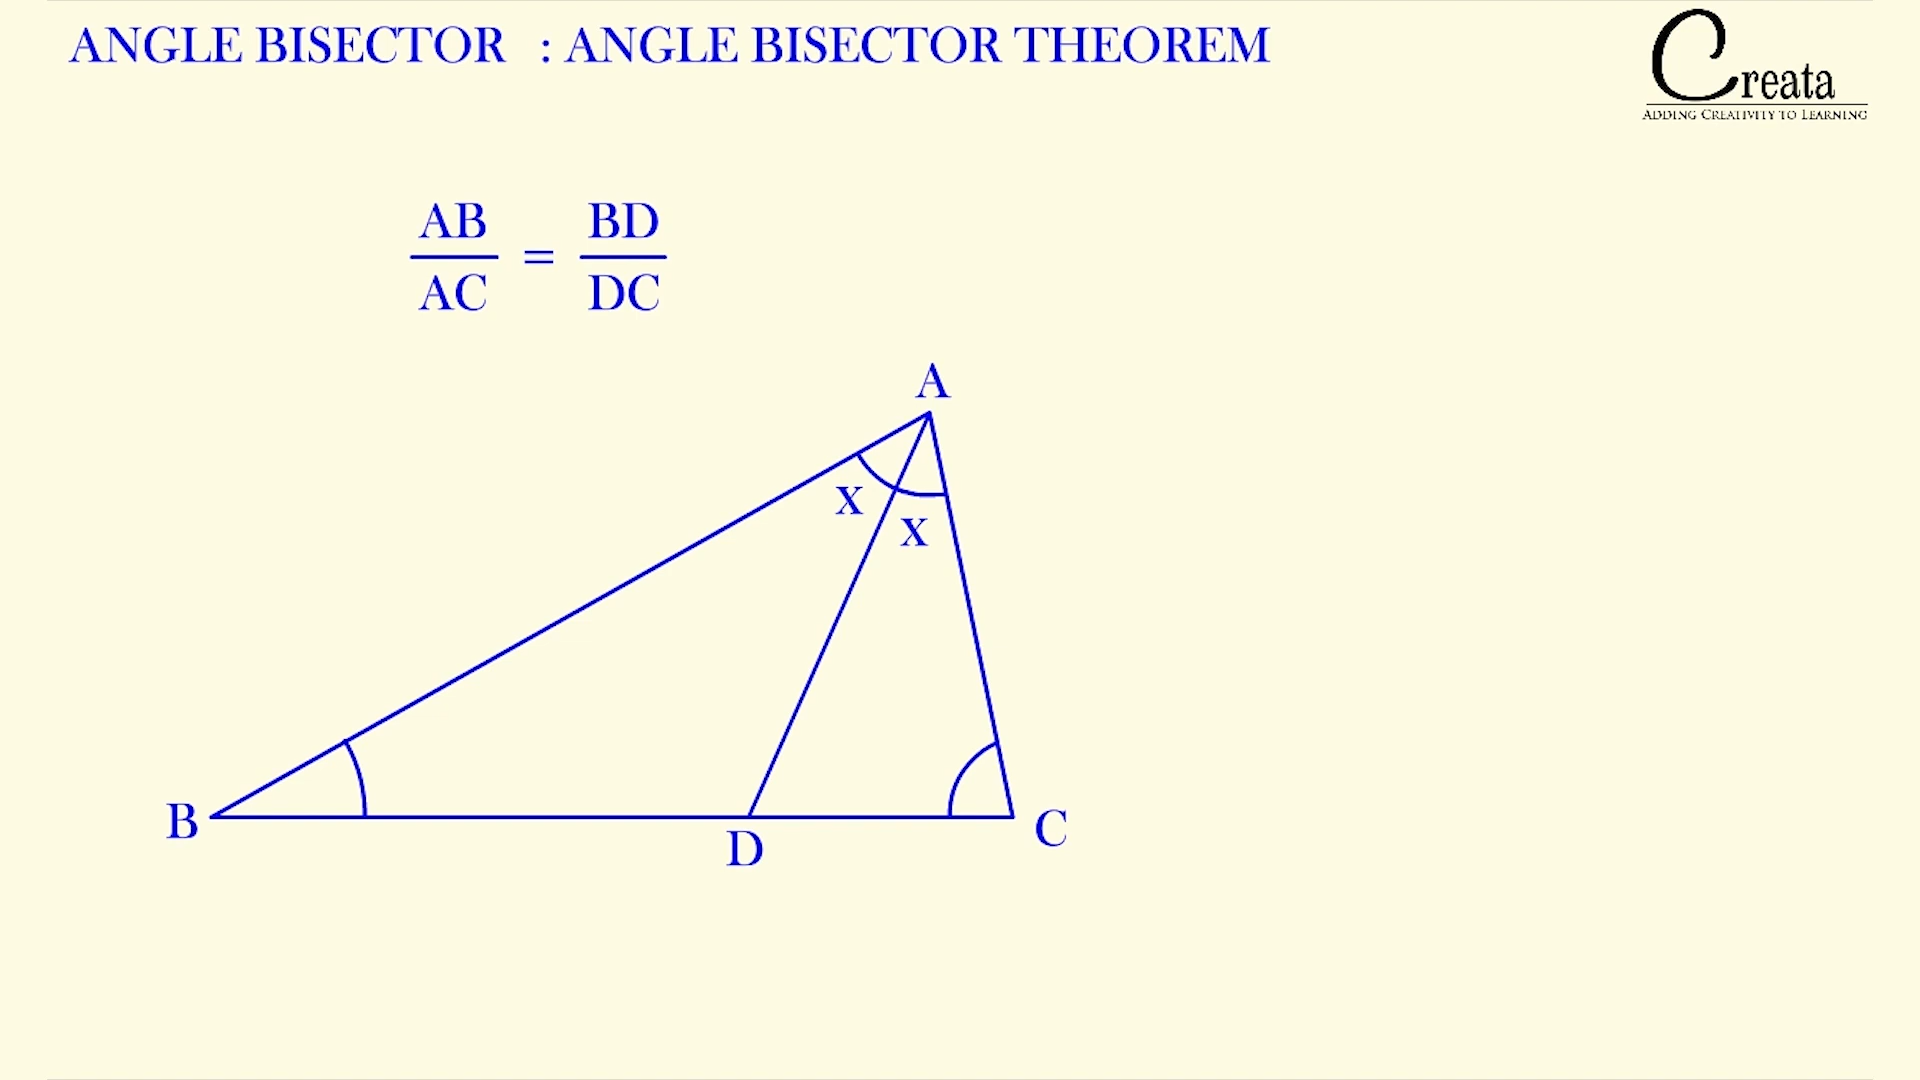 ANGLE BISECTOR : ANGLE BISECTOR THEOREM
Creata
ADDING CREATIVITY TO LEARNING
AB/AC = BD/DC
A
x
x
B
D
C